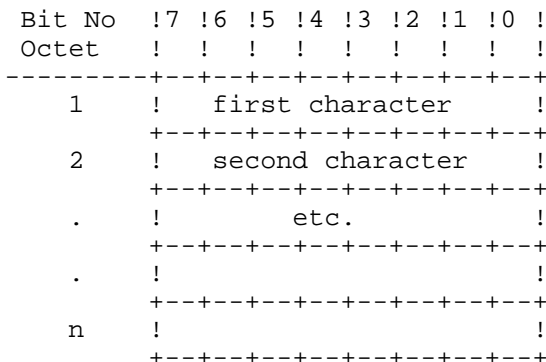 Bit No  !7 !6 !5 !4 !3 !2 !1 !0 !
Octet   !  !  !  !  !  !  !  !  !
---------+--+--+--+--+--+--+--+--+
   1    !   first character     !
        +--+--+--+--+--+--+--+--+
   2    !   second character    !
        +--+--+--+--+--+--+--+--+
   .    !        etc.           !
        +--+--+--+--+--+--+--+--+
   .    !                       !
        +--+--+--+--+--+--+--+--+
   n    !                       !
        +--+--+--+--+--+--+--+--+